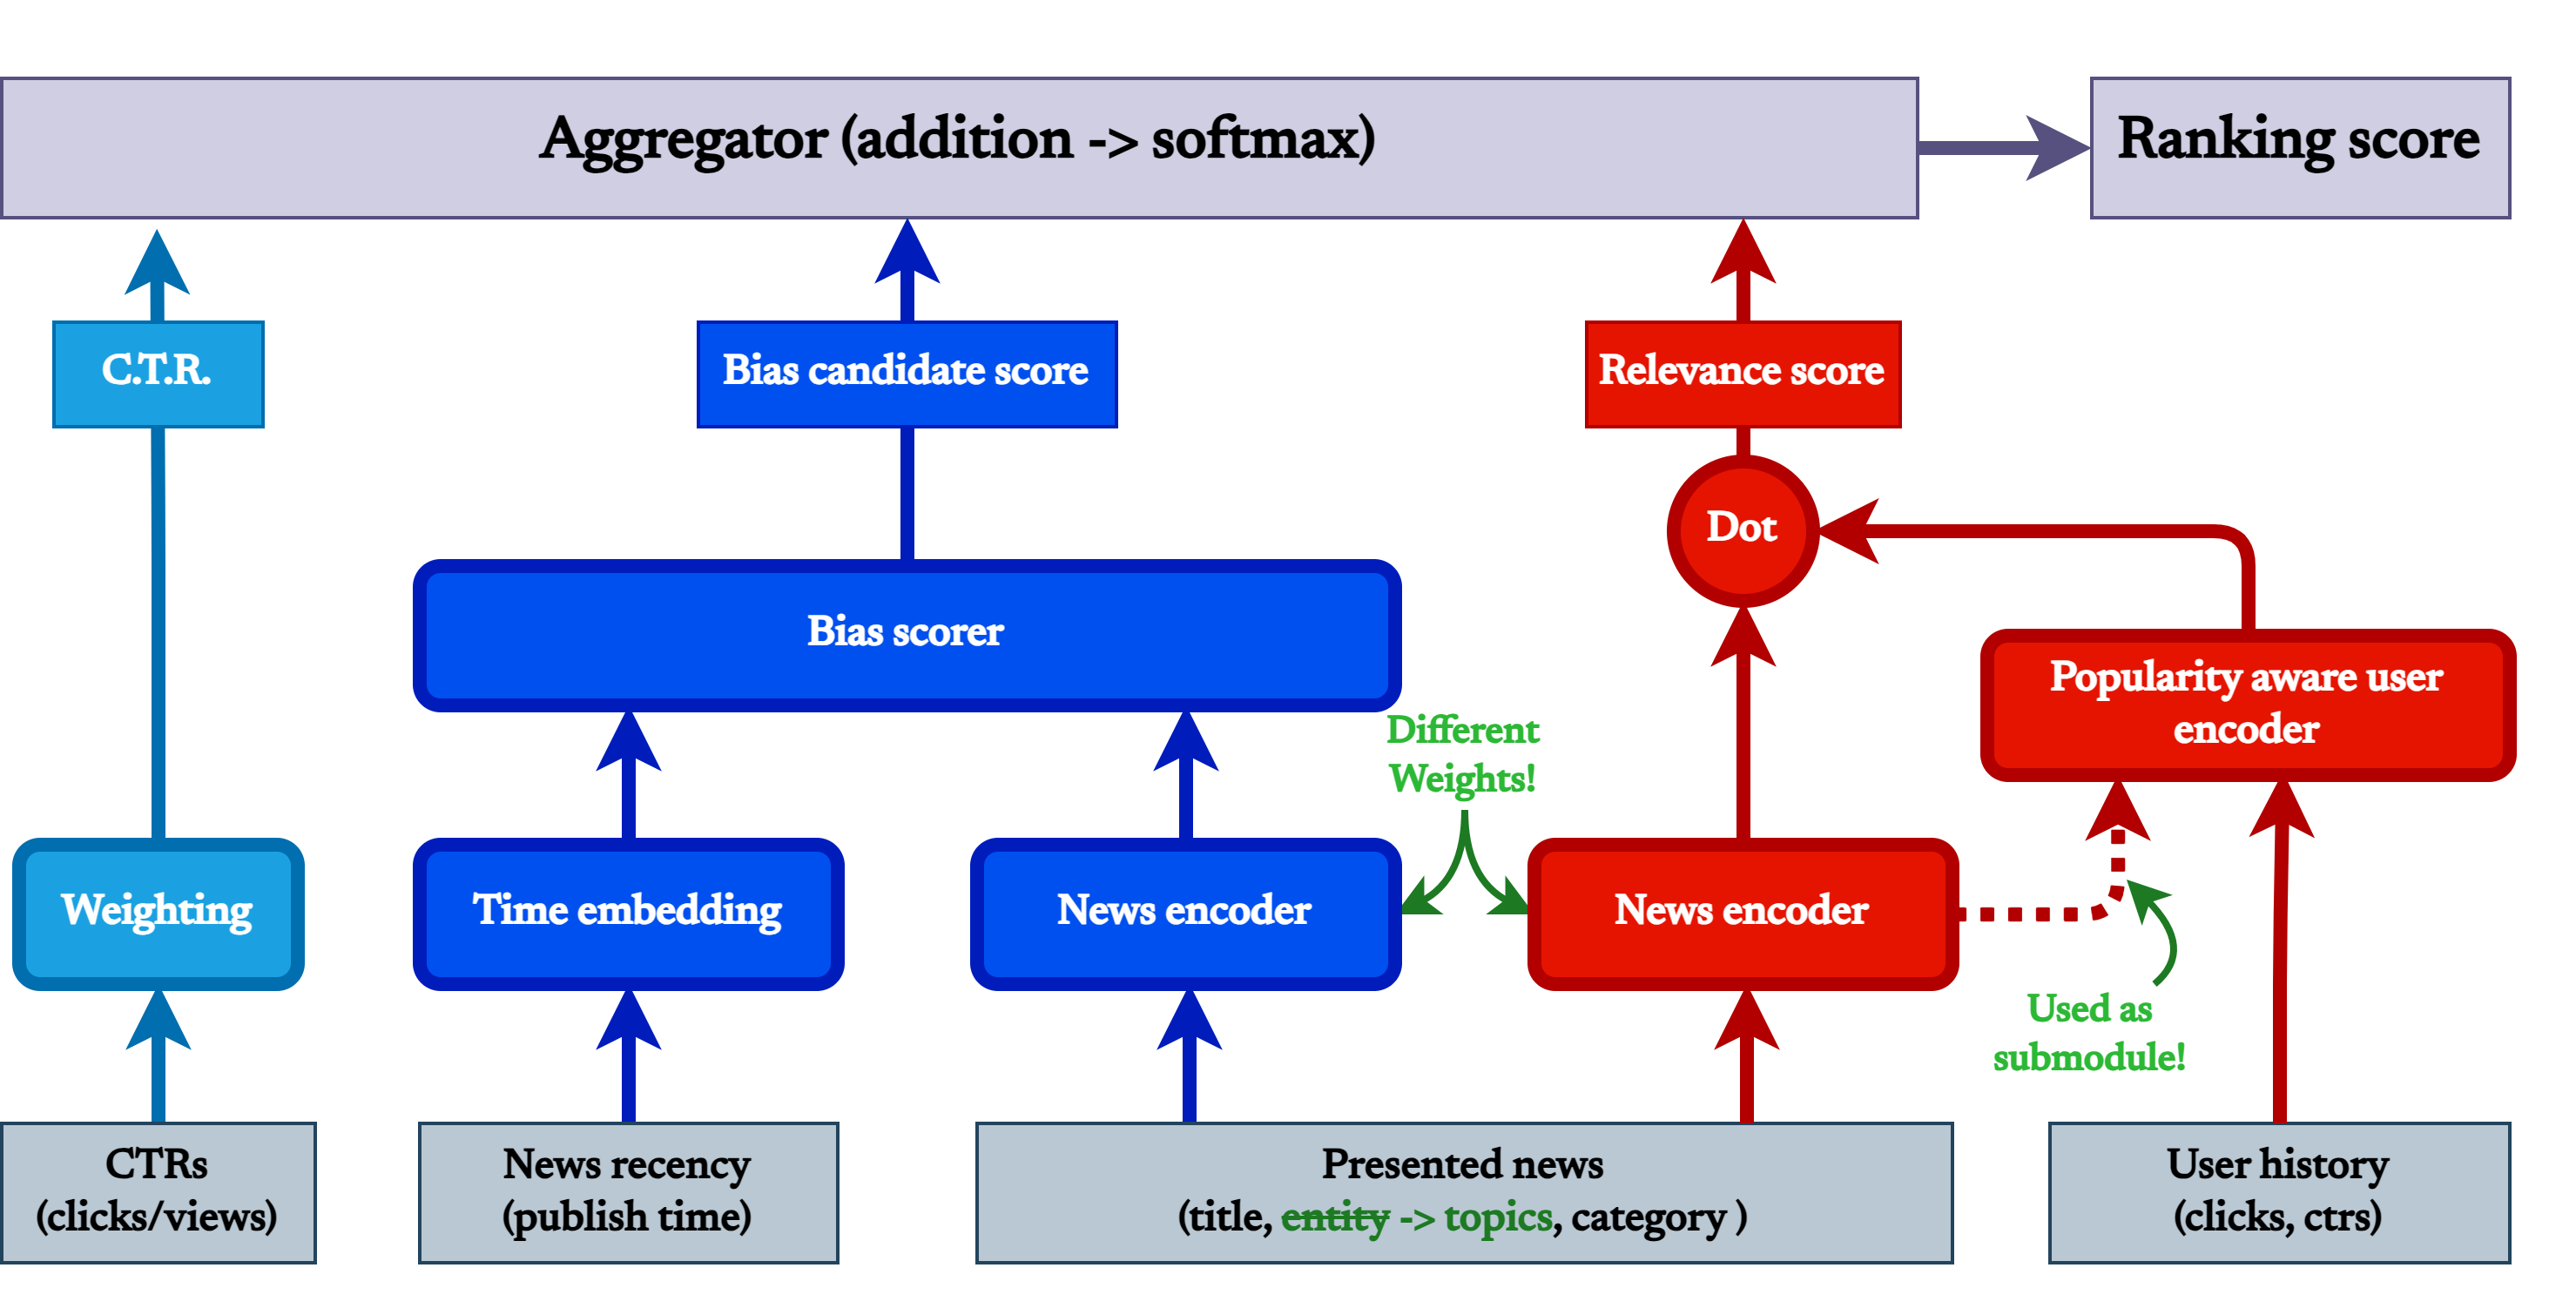 Aggregator (addition -> softmax)
Ranking score
C.T.R.
Bias candidate score
Relevance score
Dot
Bias scorer
Popularity aware user
encoder
Different
Weights!
Weighting
Time embedding
News encoder
News encoder
Used as
submodule!
CTRs
(clicks/views)
News recency
(publish time)
Presented news
(title, entity -> topics, category )
User history
(clicks, ctrs)